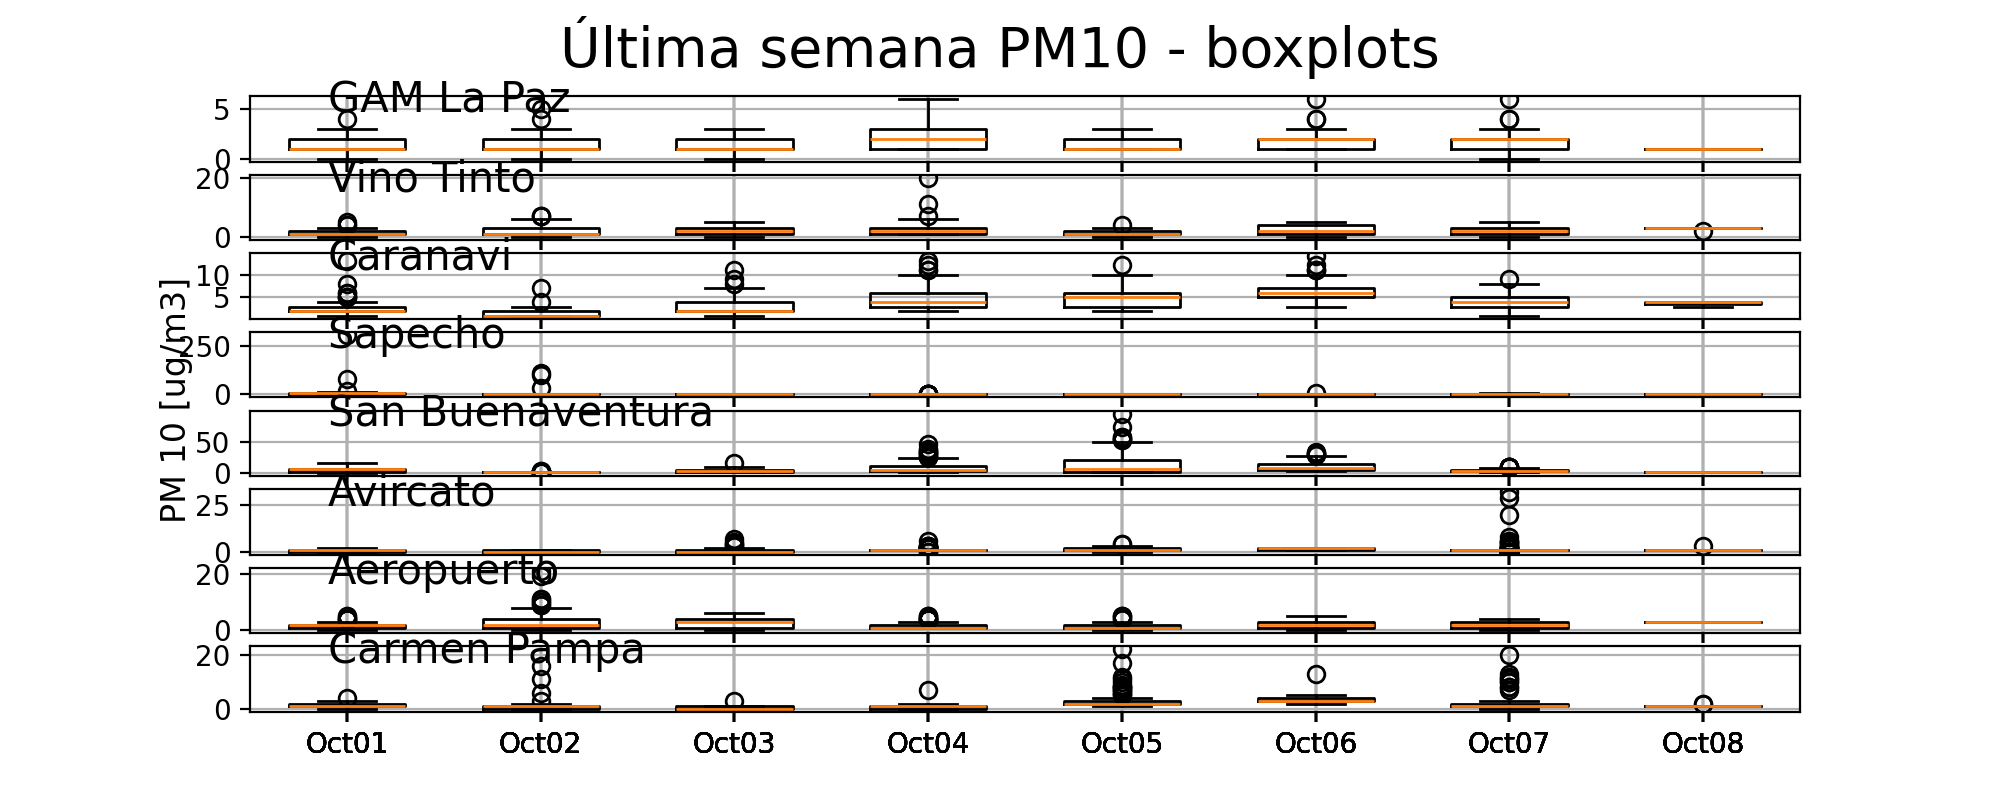 Última semana PM10 - boxplots
GAM La Paz
5
0
Vino Tinto
20
0
Caranavi
10
5
Sapecho
250
0
San Buenaventura
50
0
Avircato
25
0
Aeropuerto
20
0
Carmen Pampa
20
0
PM 10 [ug/m3]
Oct01 Oct02 Oct03 Oct04 Oct05 Oct06 Oct07 Oct08